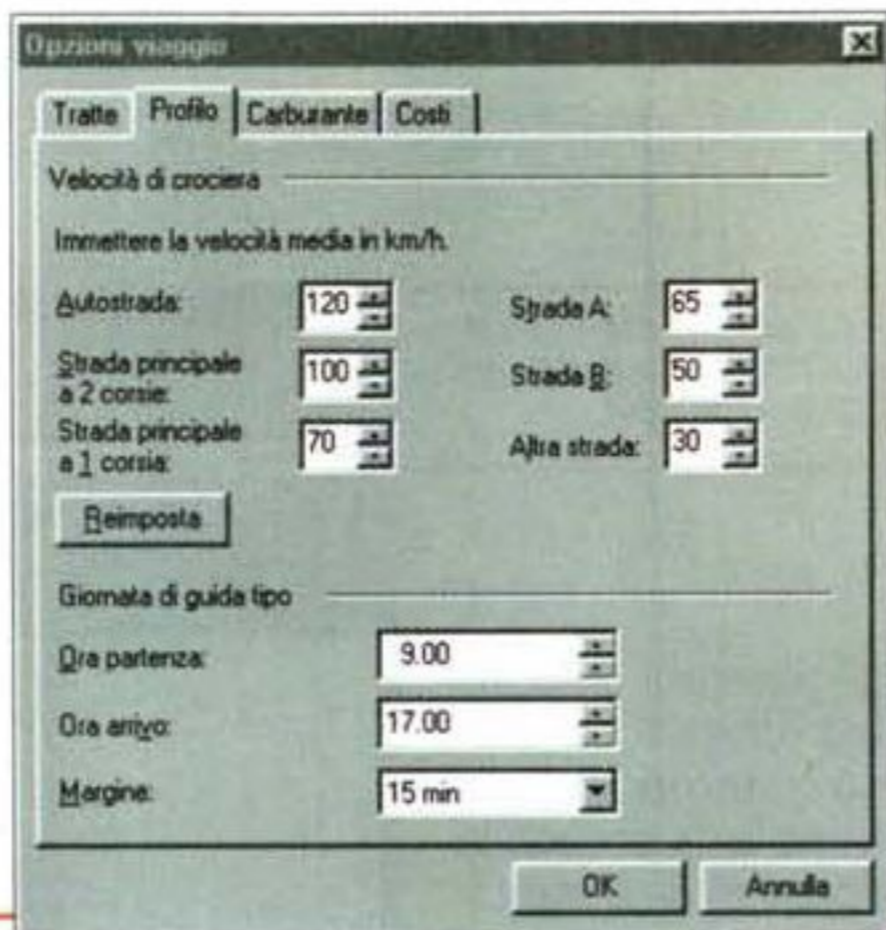 Opzioni viaggio
Tratte Profilo Carburante Costi
Velocità di crociera
Immettere la velocità media in km/h.
Autostrada: 120 Strada A: 65
Strada principale
a 2 corsie: 100 Strada B: 50
Strada principale
a 1 corsia: 70 Altra strada: 30
Reimposta
Giornata di guida tipo
Ora partenza: 9.00
Ora arrivo: 17.00
Margine: 15 min
OK Annulla